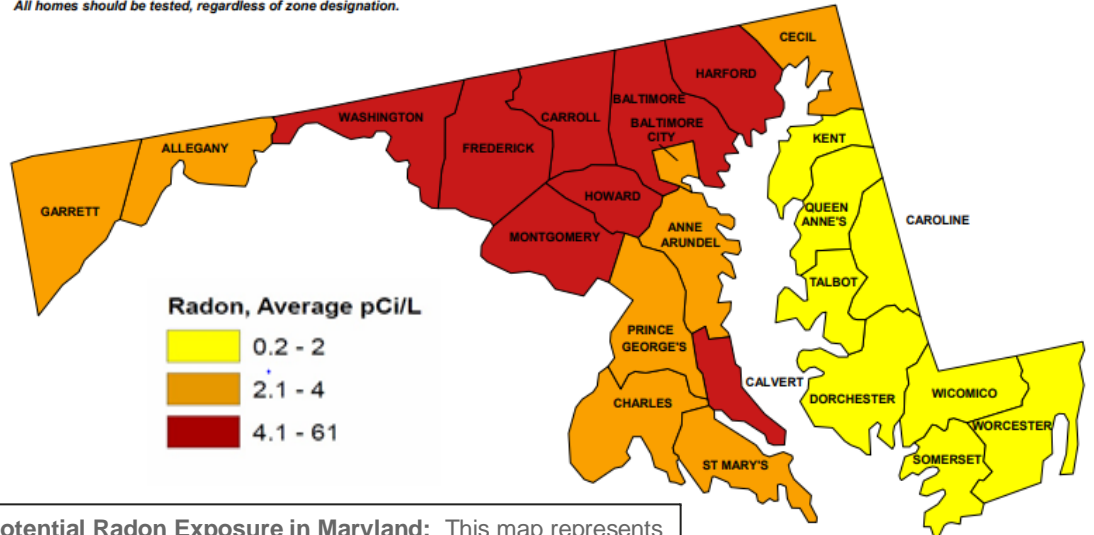 All homes should be tested, regardless of zone designation.
CECIL
HARFORD
BALTIMORE
WASHINGTON
CARROLL
BALTIMORE
CITY
KENT
ALLEGANY
FREDERICK
HOWARD
QUEEN
ANNE'S
CAROLINE
GARRETT
ANNE
ARUNDEL
MONTGOMERY
TALBOT
Radon, Average pCi/L
0.2 - 2
2.1 - 4
4.1 - 61
PRINCE
GEORGE'S
CALVERT
DORCHESTER
WICOMICO
CHARLES
WORCESTER
SOMERSET
ST MARY'S
otential Radon Exposure in Maryland: This map represents